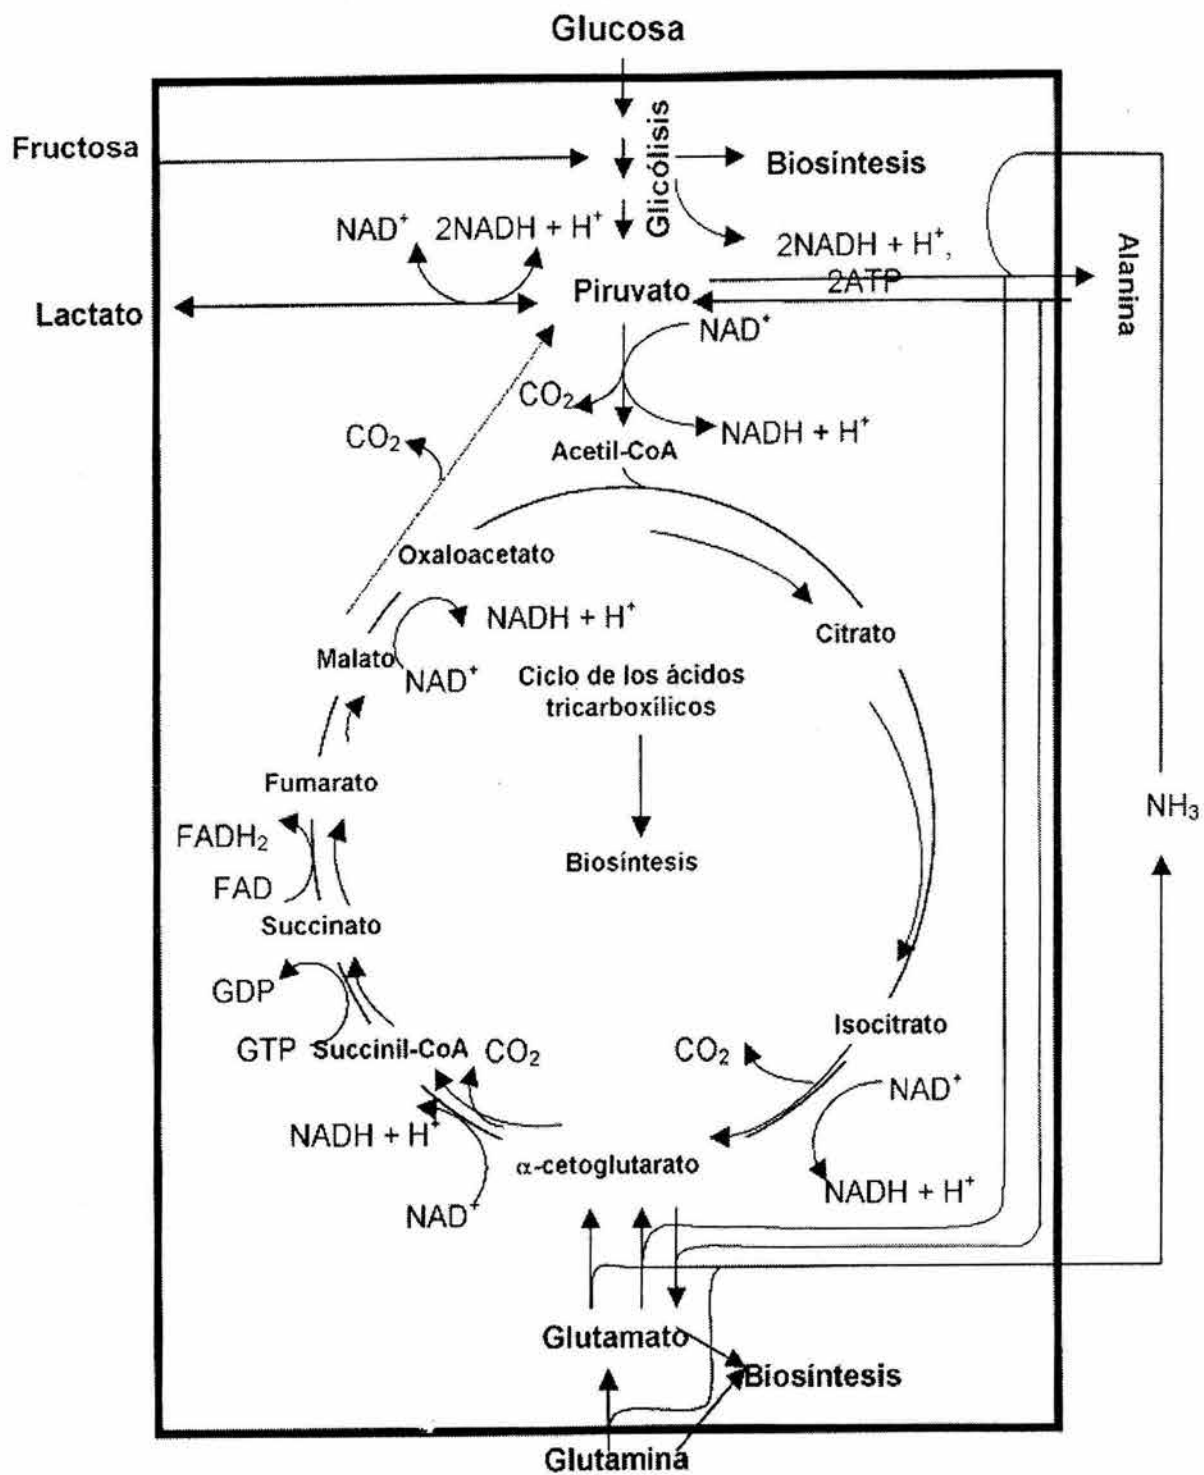 Glucosa
Fructosa
Glicólisis
Biosíntesis
NAD⁺
2NADH + H⁺
2NADH + H⁺,
2ATP
Alanina
Lactato
Piruvato
NAD⁺
CO₂
NADH + H⁺
CO₂
Acetil-CoA
Oxaloacetato
NADH + H⁺
Citrato
Malato
NAD⁺
Ciclo de los ácidos
tricarboxílicos
Fumarato
NH₃
FADH₂
Biosíntesis
FAD
Succinato
GDP
Isocitrato
GTP
Succinil-CoA
CO₂
CO₂
NAD⁺
NADH + H⁺
α-cetoglutarato
NADH + H⁺
NAD⁺
Glutamato
Biosíntesis
Glutamina